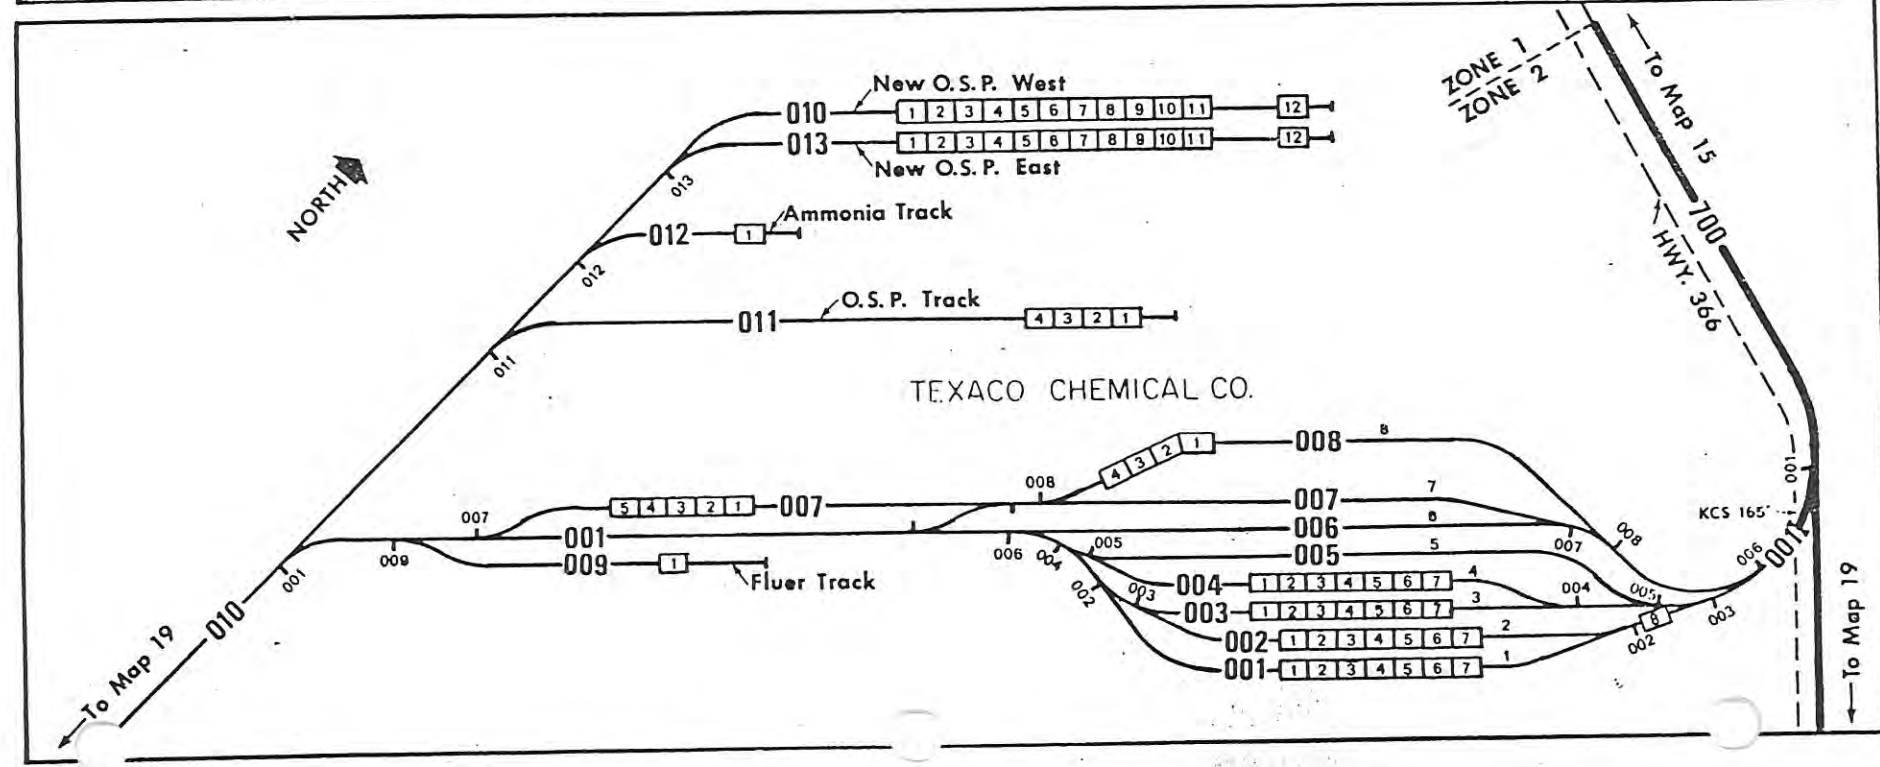 New O.S.P. West
010 1 2 3 4 5 6 7 8 9 10 11 12
013 1 2 3 4 5 6 7 8 9 10 11 12
New O.S.P. East
013
NORTH
ZONE 1
ZONE 2
To Map 15
700
HWY. 366
Ammonia Track
012 1
012
O.S.P. Track
011 4 3 2 1
011
TEXACO CHEMICAL CO.
4 3 2 1 008 8
008
007
5 4 3 2 1 007
007 7
001
006 6
009
006
004
005
005 5
009 1
Fluer Track
001
010
To Map 19
002
003
004 1 2 3 4 5 6 7 4
003 1 2 3 4 5 6 7 3
002 1 2 3 4 5 6 7 2
001 1 2 3 4 5 6 7 1
007
008
004
005
8
002
003
006
001
KCS 165'
001
To Map 19